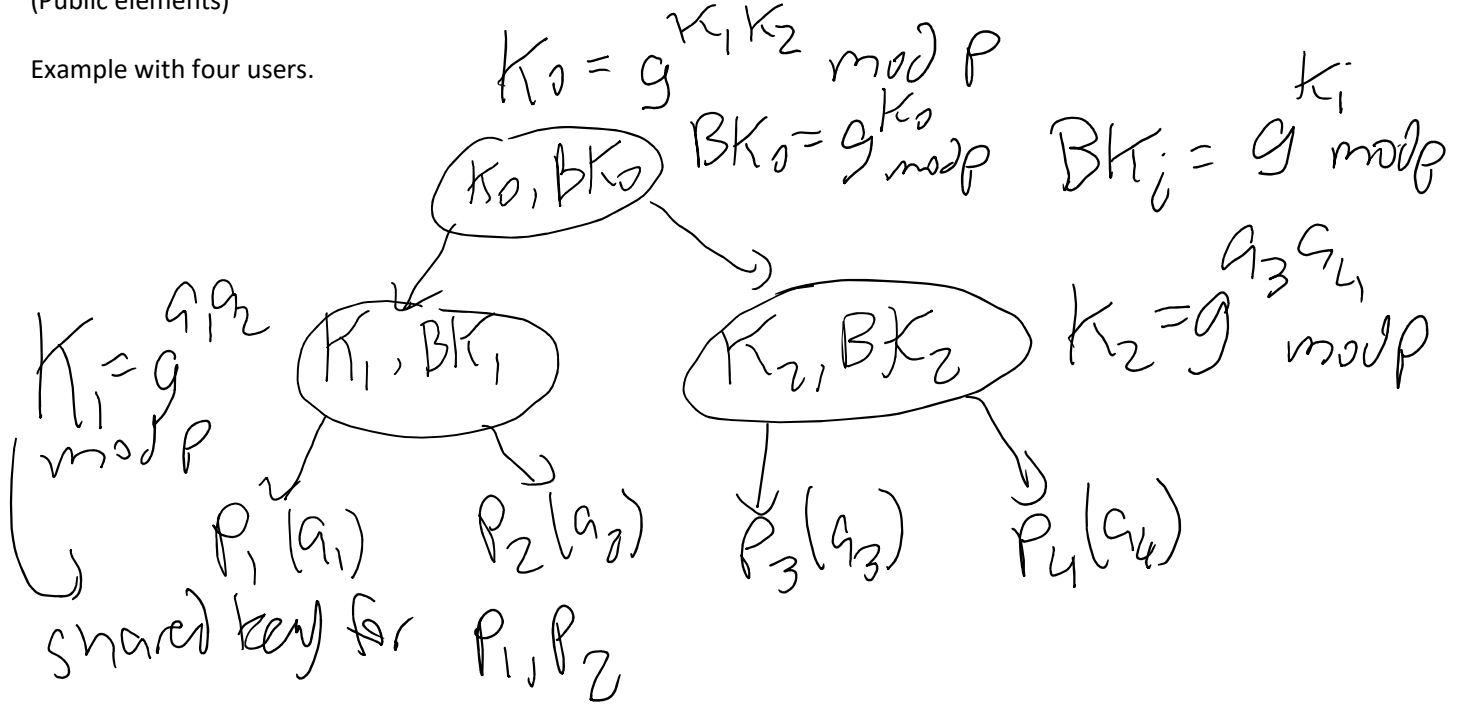 (Public elements)
Example with four users.
K₀ = g^K₁K₂ mod p
BK₀ = g^K₀ mod p
BKᵢ = g^Kᵢ mod p
K₀, BK₀
K₁ = g^a₁a₂ mod p
K₁, BK₁
K₂, BK₂
K₂ = g^a₃a₄ mod p
P₁(a₁)
P₂(a₂)
P₃(a₃)
P₄(a₄)
shared key for P₁, P₂